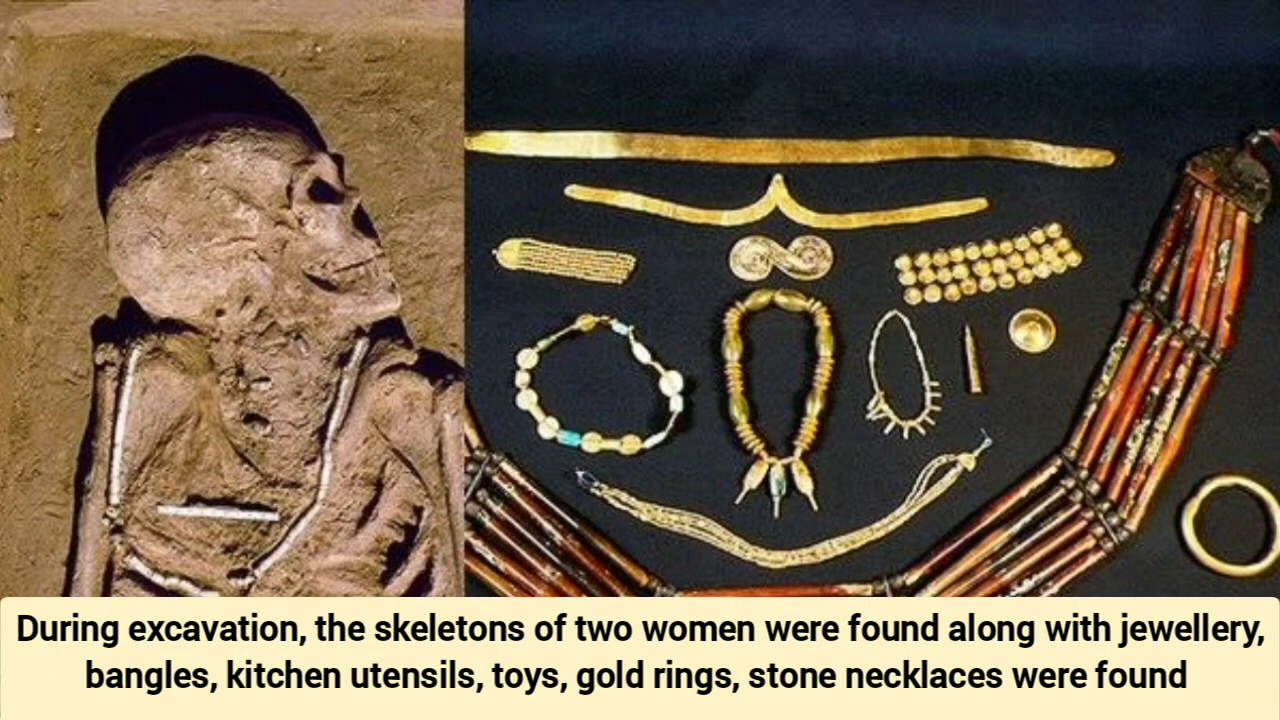 During excavation, the skeletons of two women were found along with jewellery,
bangles, kitchen utensils, toys, gold rings, stone necklaces were found